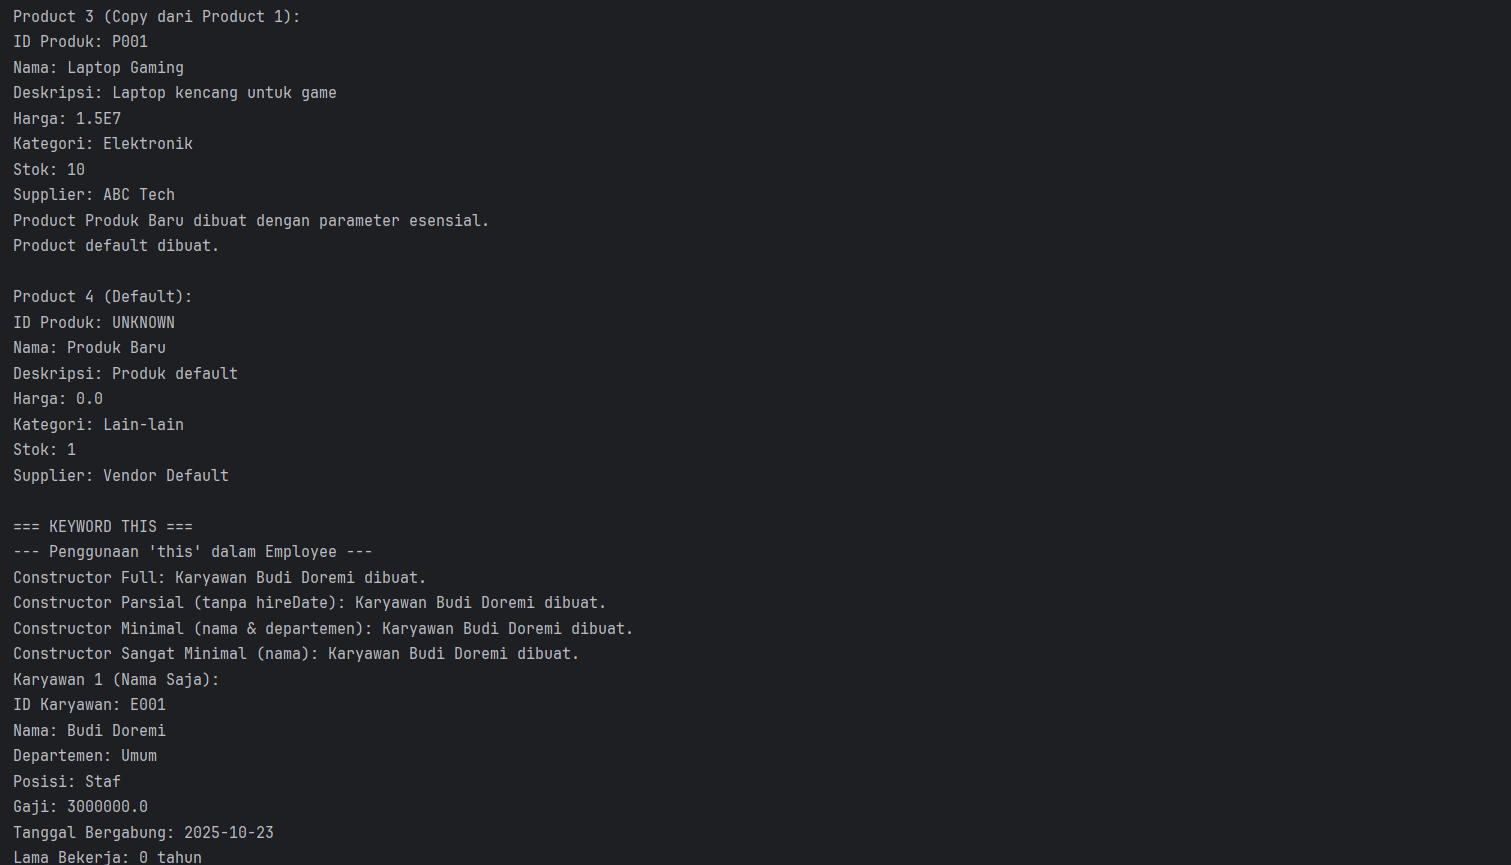 Product 3 (Copy dari Product 1):
ID Produk: P001
Nama: Laptop Gaming
Deskripsi: Laptop kencang untuk game
Harga: 1.5E7
Kategori: Elektronik
Stok: 10
Supplier: ABC Tech
Product Produk Baru dibuat dengan parameter esensial.
Product default dibuat.

Product 4 (Default):
ID Produk: UNKNOWN
Nama: Produk Baru
Deskripsi: Produk default
Harga: 0.0
Kategori: Lain-lain
Stok: 1
Supplier: Vendor Default

=== KEYWORD THIS ===
--- Penggunaan 'this' dalam Employee ---
Constructor Full: Karyawan Budi Doremi dibuat.
Constructor Parsial (tanpa hireDate): Karyawan Budi Doremi dibuat.
Constructor Minimal (nama & departemen): Karyawan Budi Doremi dibuat.
Constructor Sangat Minimal (nama): Karyawan Budi Doremi dibuat.
Karyawan 1 (Nama Saja):
ID Karyawan: E001
Nama: Budi Doremi
Departemen: Umum
Posisi: Staf
Gaji: 3000000.0
Tanggal Bergabung: 2025-10-23
Lama Bekerja: 0 tahun